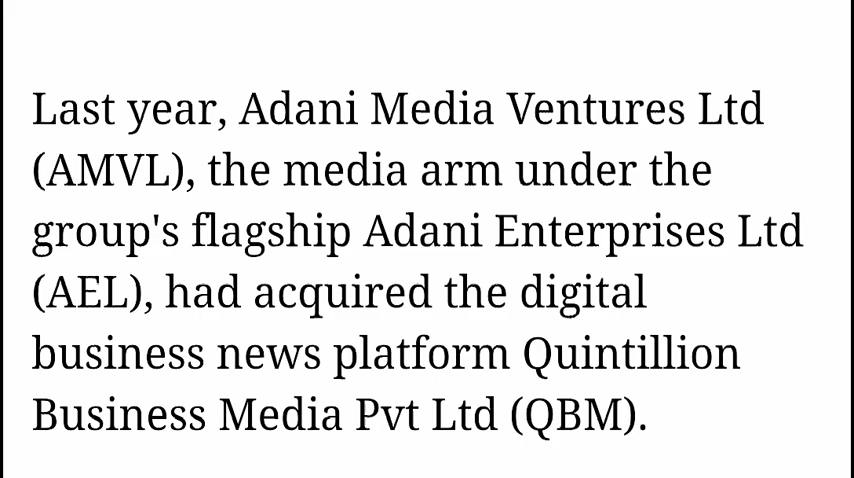 Last year, Adani Media Ventures Ltd
(AMVL), the media arm under the
group's flagship Adani Enterprises Ltd
(AEL), had acquired the digital
business news platform Quintillion
Business Media Pvt Ltd (QBM).